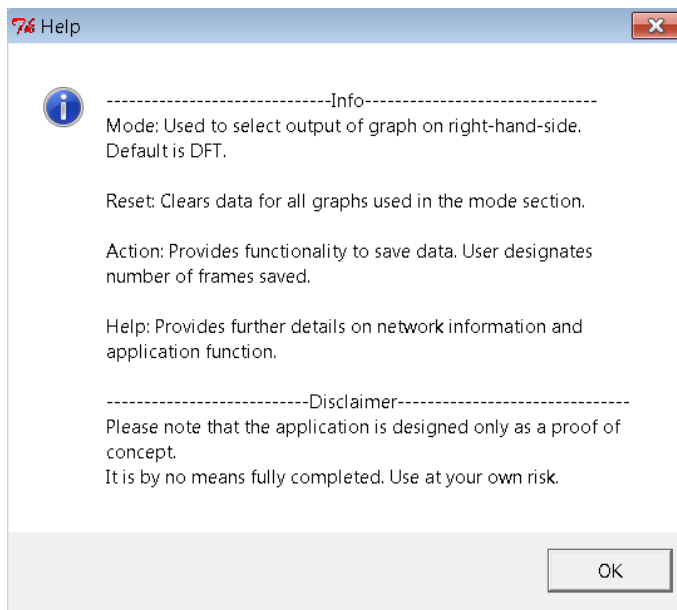 Help
------------------------------Info-------------------------------
Mode: Used to select output of graph on right-hand-side.
Default is DFT.
Reset: Clears data for all graphs used in the mode section.
Action: Provides functionality to save data. User designates
number of frames saved.
Help: Provides further details on network information and
application function.
---------------------------Disclaimer-------------------------------
Please note that the application is designed only as a proof of
concept.
It is by no means fully completed. Use at your own risk.
OK